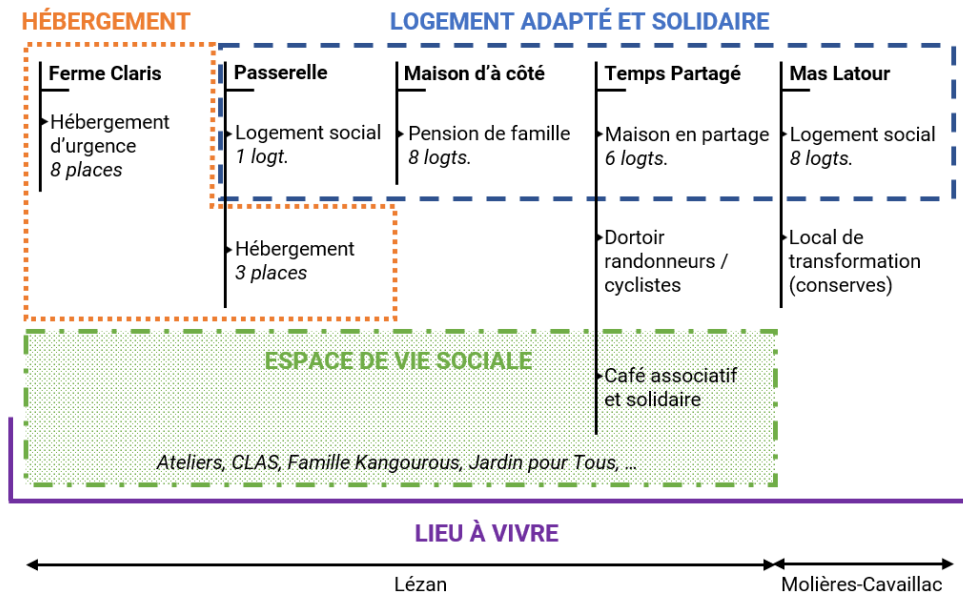 HÉBERGEMENT
LOGEMENT ADAPTÉ ET SOLIDAIRE
Ferme Claris
Hébergement
d'urgence
8 places
Passerelle
Logement social
1 logt.
Hébergement
3 places
Maison d'à côté
Pension de famille
8 logts.
Temps Partagé
Maison en partage
6 logts.
Dortoir
randonneurs /
cyclistes
Café associatif
et solidaire
Mas Latour
Logement social
8 logts.
Local de
transformation
(conserves)
ESPACE DE VIE SOCIALE
Ateliers, CLAS, Famille Kangourous, Jardin pour Tous, …
LIEU À VIVRE
Lézan
Molières-Cavaillac